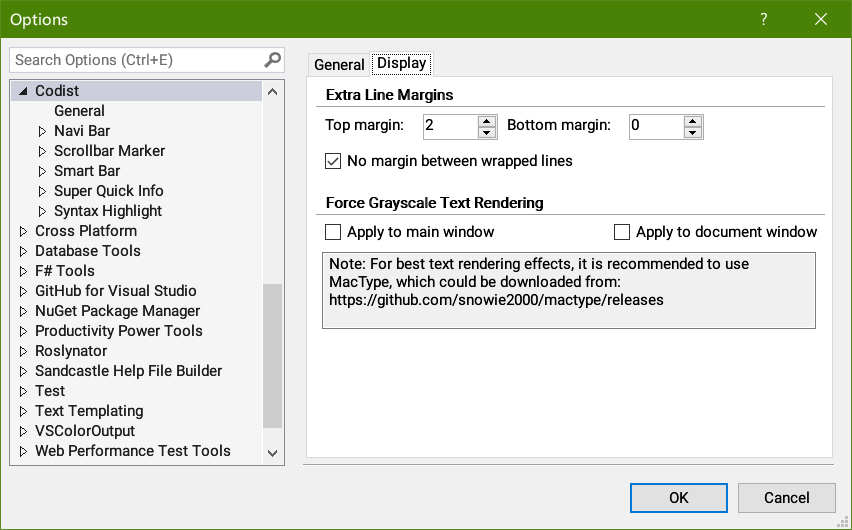 Options
?
Search Options (Ctrl+E)
Codist
General
Navi Bar
Scrollbar Marker
Smart Bar
Super Quick Info
Syntax Highlight
Cross Platform
Database Tools
F# Tools
GitHub for Visual Studio
NuGet Package Manager
Productivity Power Tools
Roslynator
Sandcastle Help File Builder
Test
Text Templating
VSColorOutput
Web Performance Test Tools
General Display
Extra Line Margins
Top margin: 2 Bottom margin: 0
No margin between wrapped lines
Force Grayscale Text Rendering
Apply to main window Apply to document window
Note: For best text rendering effects, it is recommended to use
MacType, which could be downloaded from:
https://github.com/snowie2000/mactype/releases
OK Cancel